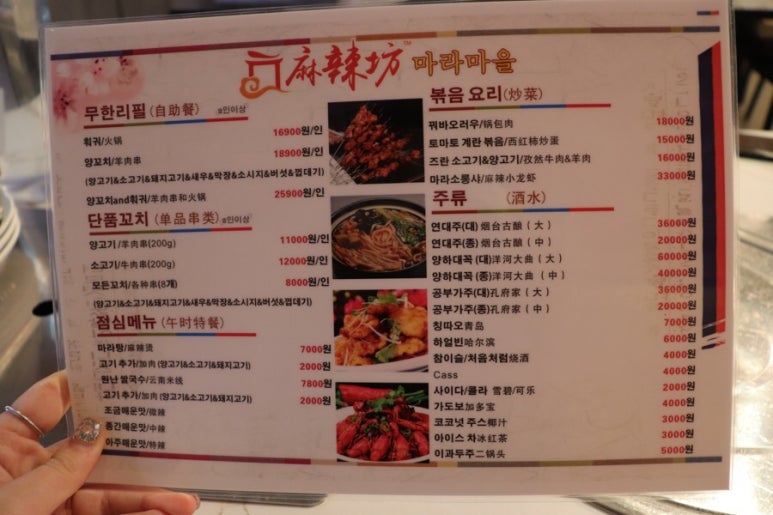 麻辣坊™ 마라마을
무한리필 (自助餐) 2인이상
훠궈/火锅 16900원/인
양꼬치/羊肉串 18900원/인
(양고기&소고기&돼지고기&새우&막장&소시지&버섯&껍데기)
양꼬치and훠궈/羊肉串和火锅 25900원/인
단품꼬치 (单品串类) 2인이상
양고기/羊肉串(200g) 11000원/인
소고기/牛肉串(200g) 12000원/인
모든꼬치/各种串(8개) 8000원/인
(양고기&소고기&돼지고기&새우&막장&소시지&버섯&껍데기)
점심메뉴 (午时特餐)
마라탕/麻辣烫 7000원
고기 추가/加肉 (양고기&소고기&돼지고기) 2000원
원난 쌀국수/云南米线 7800원
고기 추가/加肉 (양고기&소고기&돼지고기) 2000원
조금매운맛/微辣
중간매운맛/中辣
아주매운맛/特辣
볶음 요리(炒菜)
꿔바오러우/锅包肉 18000원
토마토 계란 볶음/西红柿炒蛋 15000원
즈란 소고기&양고기/孜然牛肉&羊肉 16000원
마라소룽샤/麻辣小龙虾 33000원
주류 (酒水)
연대주(대) 烟台古酿 ( 大 ) 36000원
연대주(중) 烟台古酿 ( 中 ) 20000원
양하대곡 (대)洋河大曲 ( 大 ) 60000원
양하대곡 (중)洋河大曲 ( 中 ) 40000원
공부가주(대)孔府家 ( 大 ) 35000원
공부가주(중)孔府家 ( 中 ) 20000원
칭따오青岛 7000원
하얼빈哈尔滨 6000원
참이슬/처음처럼烧酒 4000원
Cass 4000원
사이다/콜라 雪碧/可乐 2000원
가도보加多宝 4000원
코코넛 주스椰汁 3000원
아이스 차冰红茶 3000원
이과두주二锅头 5000원